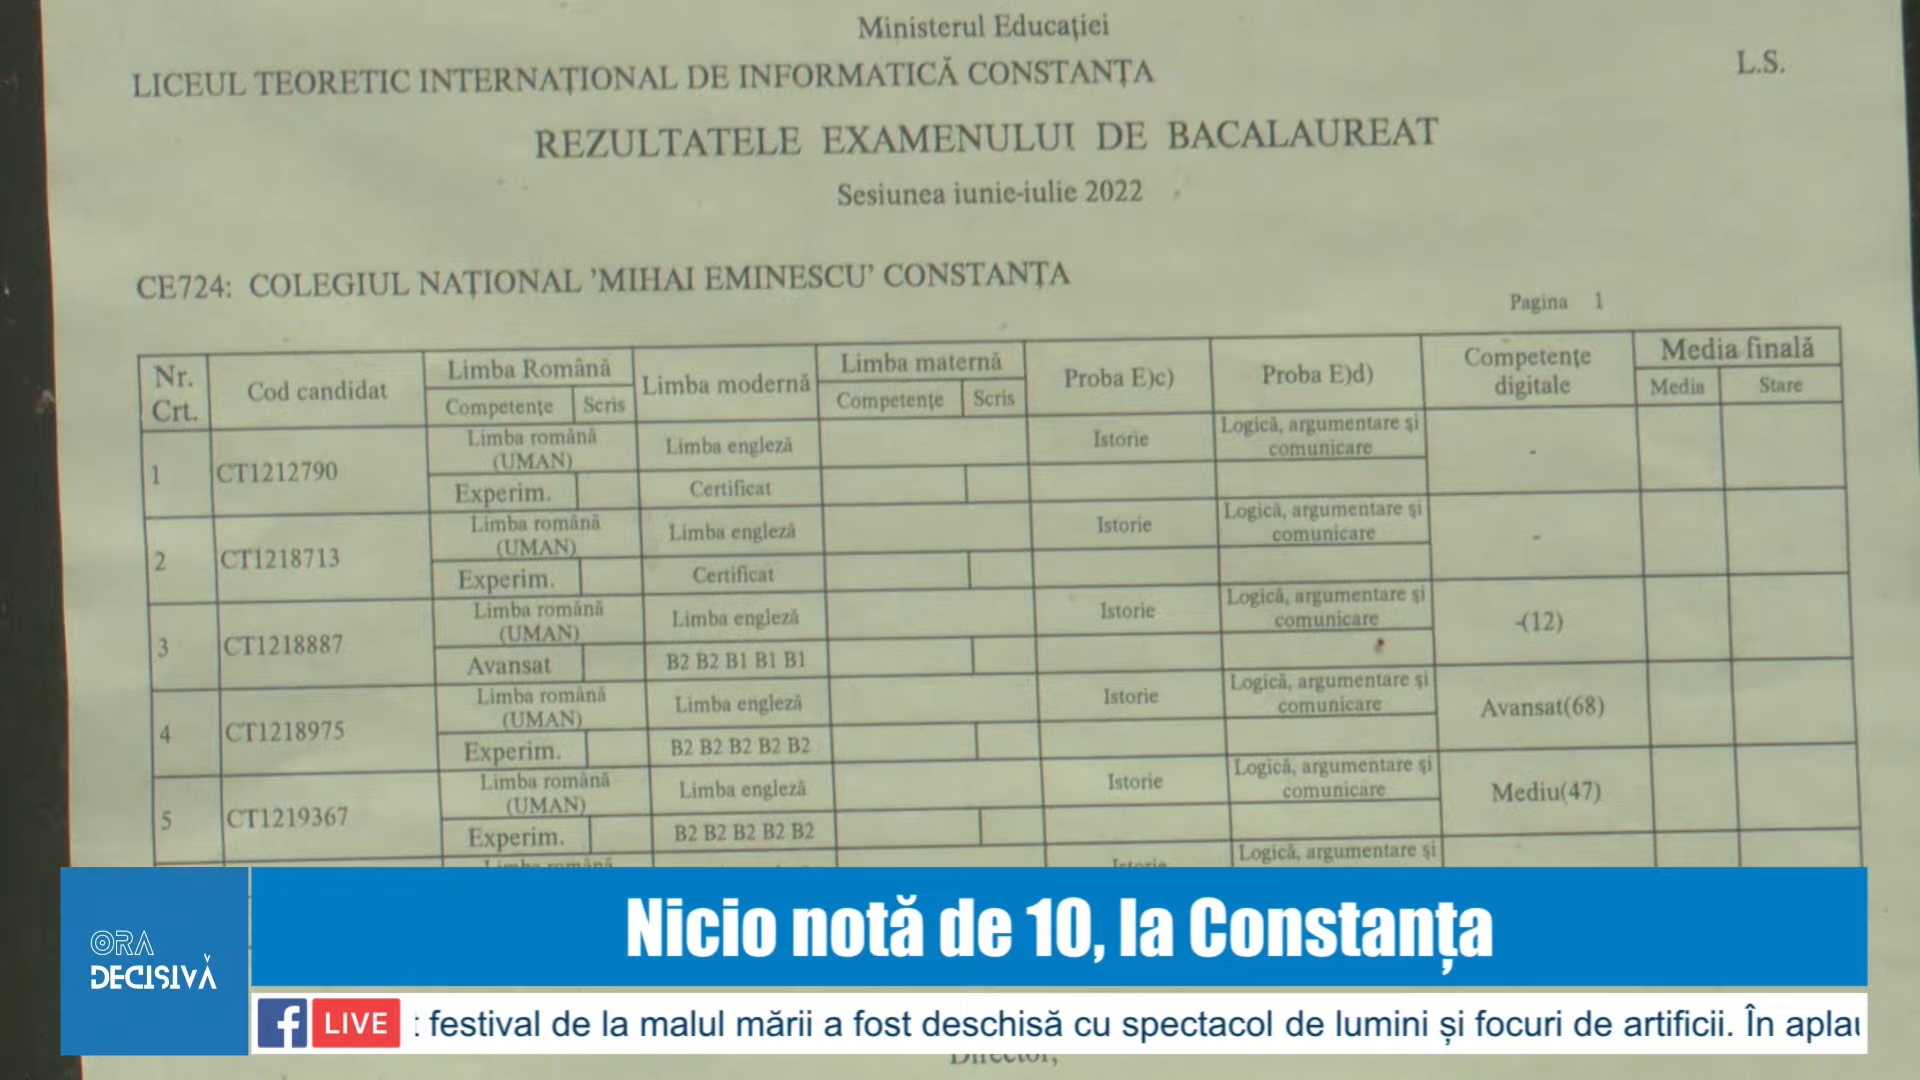 Ministerul Educației
LICEUL TEORETIC INTERNAȚIONAL DE INFORMATICĂ CONSTANȚA
L.S.
REZULTATELE EXAMENULUI DE BACALAUREAT
Sesiunea iunie-iulie 2022
CE724: COLEGIUL NAȚIONAL 'MIHAI EMINESCU' CONSTANȚA
Pagina 1
Nr. Crt. Cod candidat Limba Română Limba modernă Limba maternă Proba E)c) Proba E)d) Competențe digitale Media finală
Competențe Scris Competențe Scris Media Stare
1 CT1212790 Limba română (UMAN) Limba engleză Istorie Logică, argumentare și comunicare -
Experim. Certificat
2 CT1218713 Limba română (UMAN) Limba engleză Istorie Logică, argumentare și comunicare -
Experim. Certificat
3 CT1218887 Limba română (UMAN) Limba engleză Istorie Logică, argumentare și comunicare -(12)
Avansat B2 B2 B1 B1 B1
4 CT1218975 Limba română (UMAN) Limba engleză Istorie Logică, argumentare și comunicare Avansat(68)
Experim. B2 B2 B2 B2 B2
5 CT1219367 Limba română (UMAN) Limba engleză Istorie Logică, argumentare și comunicare Mediu(47)
Experim. B2 B2 B2 B2 B2
Limba română Istorie Logică, argumentare și
ORA DECISIVĂ
Nicio notă de 10, la Constanța
f LIVE festival de la malul mării a fost deschisă cu spectacol de lumini și focuri de artificii. În aplau
Director,